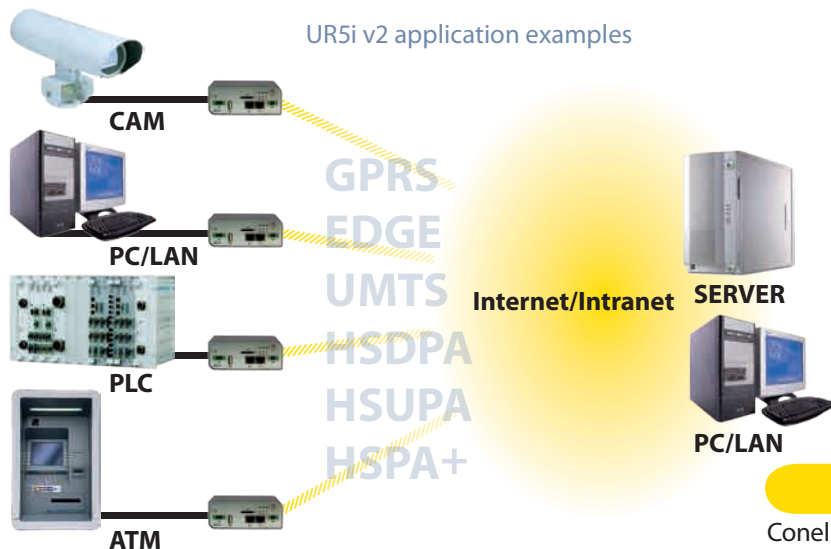 UR5i v2 application examples
CAM
PC/LAN
PLC
ATM
GPRS
EDGE
UMTS
HSDPA
HSUPA
HSPA+
Internet/Intranet
SERVER
PC/LAN
Conel